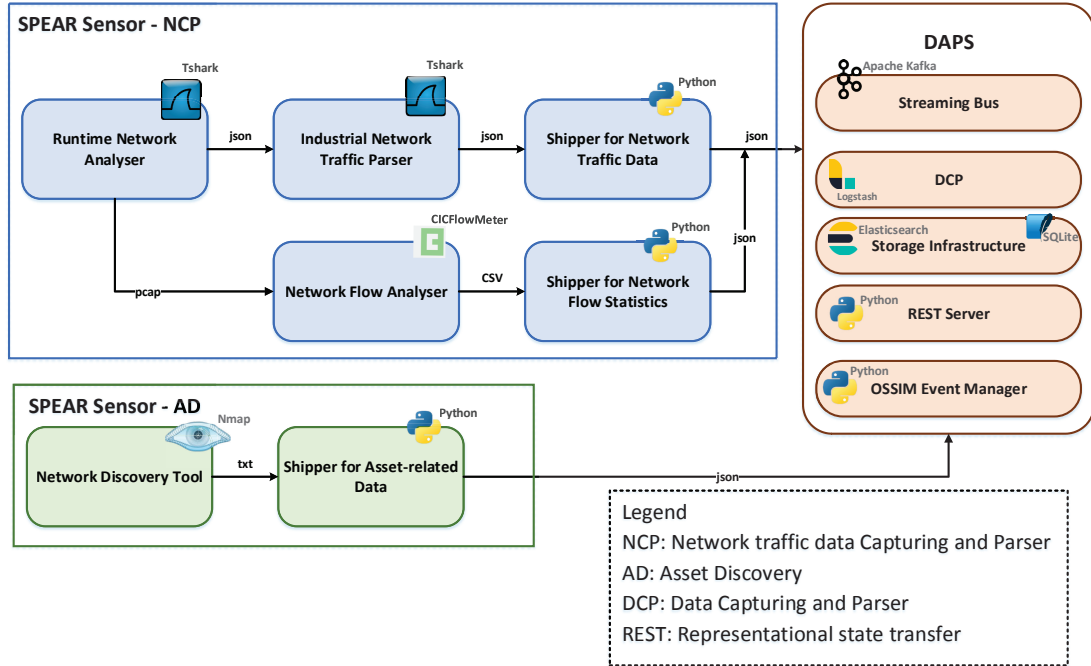 SPEAR Sensor - NCP
Tshark
Runtime Network
Analyser
json
Tshark
Industrial Network
Traffic Parser
json
Python
Shipper for Network
Traffic Data
json
pcap
CICFlowMeter
Network Flow Analyser
CSV
Python
Shipper for Network
Flow Statistics
json
SPEAR Sensor - AD
Nmap
Network Discovery Tool
txt
Python
Shipper for Asset-related
Data
json
DAPS
Apache Kafka
Streaming Bus
DCP
Logstash
Elasticsearch
Storage Infrastructure
SQLite
Python
REST Server
Python
OSSIM Event Manager
Legend
NCP: Network traffic data Capturing and Parser
AD: Asset Discovery
DCP: Data Capturing and Parser
REST: Representational state transfer